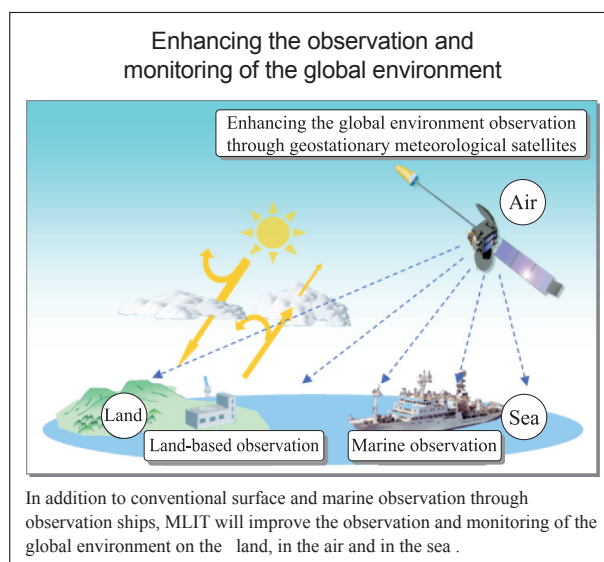 Enhancing the observation and
monitoring of the global environment
Enhancing the global environment observation
through geostationary meteorological satellites
Air
Land
Sea
Land-based observation
Marine observation
In addition to conventional surface and marine observation through
observation ships, MLIT will improve the observation and monitoring of the
global environment on the land, in the air and in the sea .